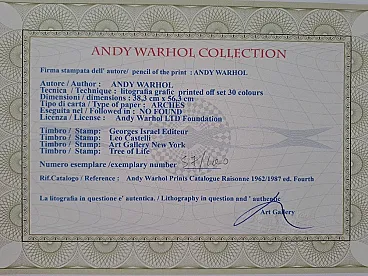 ANDY WARHOL COLLECTION
Firma stampata dell' autore/ pencil of the print : ANDY WARHOL
Autore / Author : ANDY WARHOL
Tecnica / Technique : litografia grafic printed off set 30 colours
Dimensioni / dimensions : 38,3 cm x 56,3 cm
Tipo di carta / Type of paper : ARCHES
Eseguita nel / Followed in : NO FOUND
Licenza / License : Andy Warhol LTD Foundation
Timbro / Stamp: Georges Israel Editeur
Timbro / Stamp: Leo Castelli
Timbro / Stamp: Art Gallery New York
Timbro / Stamp: Tree of Life
Numero esemplare /exemplary number
Rif.Catalogo / Reference : Andy Warhol Prints Catalogue Raisonne 1962/1987 ed. Fourth
La litografia in questione e' autentica. / Lithography in question and ' authentic
Art Gallery